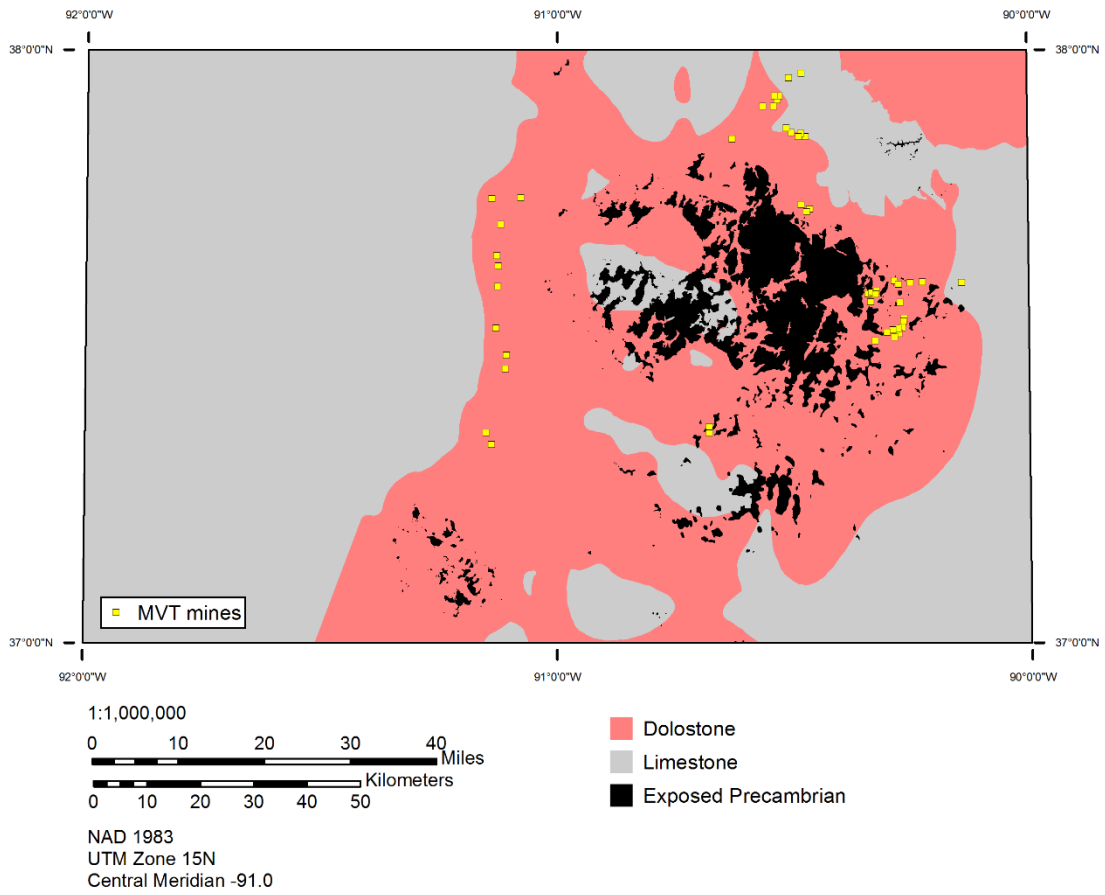 92°0'0"W 91°0'0"W 90°0'0"W
38°0'0"N 38°0'0"N
MVT mines
37°0'0"N 37°0'0"N
92°0'0"W 91°0'0"W 90°0'0"W
1:1,000,000
0 10 20 30 40
Miles
Kilometers
0 10 20 30 40 50
NAD 1983
UTM Zone 15N
Central Meridian -91.0
Dolostone
Limestone
Exposed Precambrian